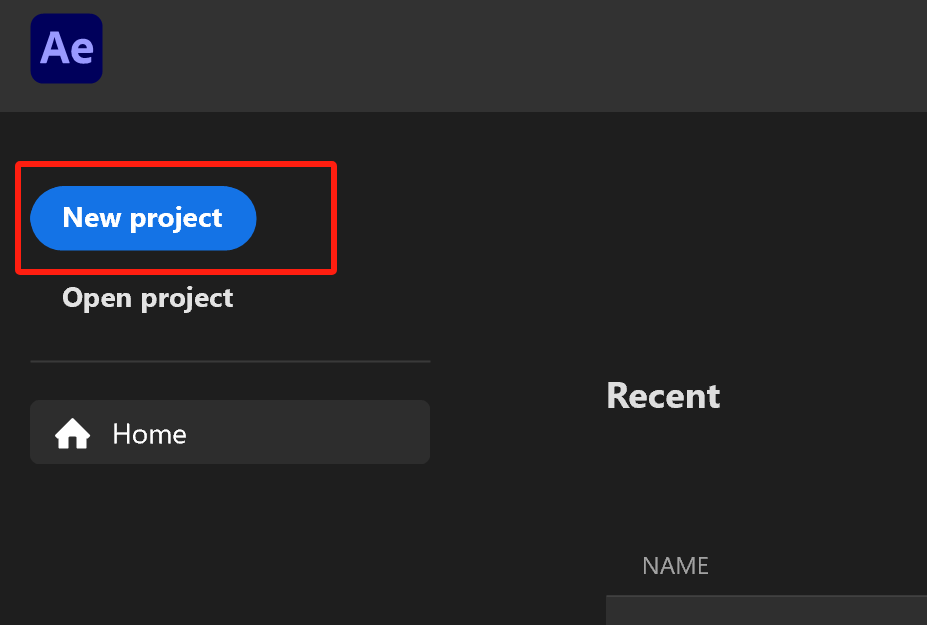 Ae
New project
Open project
Home
Recent
NAME